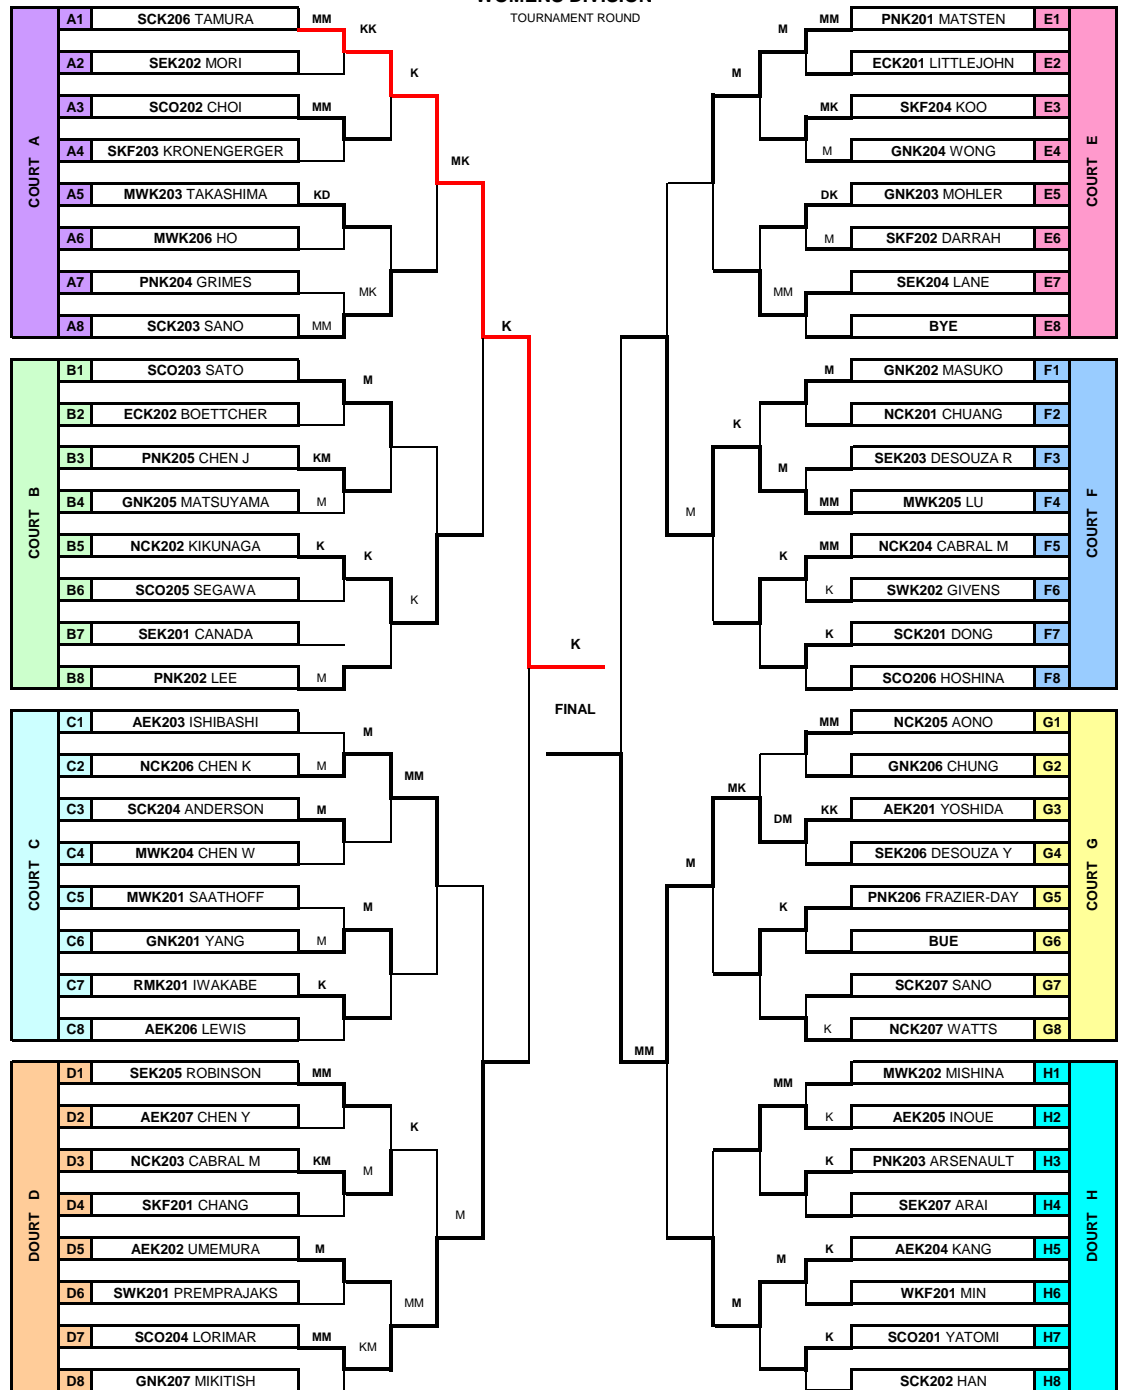 WOMENS DIVISION
TOURNAMENT ROUND
COURT A
A1 SCK206 TAMURA MM
KK
A2 SEK202 MORI
K
A3 SCO202 CHOI MM
A4 SKF203 KRONENGERGER
MK
A5 MWK203 TAKASHIMA KD
A6 MWK206 HO
A7 PNK204 GRIMES
MK
A8 SCK203 SANO MM
K
COURT B
B1 SCO203 SATO
M
B2 ECK202 BOETTCHER
B3 PNK205 CHEN J KM
B4 GNK205 MATSUYAMA M
B5 NCK202 KIKUNAGA K
K
B6 SCO205 SEGAWA
K
B7 SEK201 CANADA
B8 PNK202 LEE M
K
FINAL
COURT C
C1 AEK203 ISHIBASHI
M
C2 NCK206 CHEN K M
MM
C3 SCK204 ANDERSON M
C4 MWK204 CHEN W
C5 MWK201 SAATHOFF
M
C6 GNK201 YANG M
C7 RMK201 IWAKABE K
C8 AEK206 LEWIS
DOURT D
D1 SEK205 ROBINSON MM
D2 AEK207 CHEN Y
K
D3 NCK203 CABRAL M KM
M
D4 SKF201 CHANG
M
D5 AEK202 UMEMURA M
D6 SWK201 PREMPRAJAKS
MM
D7 SCO204 LORIMAR MM
KM
D8 GNK207 MIKITISH
COURT E
MM PNK201 MATSTEN E1
M
ECK201 LITTLEJOHN E2
M
MK SKF204 KOO E3
M GNK204 WONG E4
DK GNK203 MOHLER E5
M SKF202 DARRAH E6
SEK204 LANE E7
MM
BYE E8
COURT F
M GNK202 MASUKO F1
NCK201 CHUANG F2
K
SEK203 DESOUZA R F3
M
MM MWK205 LU F4
M
MM NCK204 CABRAL M F5
K
K SWK202 GIVENS F6
K SCK201 DONG F7
SCO206 HOSHINA F8
COURT G
MM NCK205 AONO G1
GNK206 CHUNG G2
MK
KK AEK201 YOSHIDA G3
DM
SEK206 DESOUZA Y G4
M
PNK206 FRAZIER-DAY G5
K
BUE G6
SCK207 SANO G7
K NCK207 WATTS G8
MM
DOURT H
MWK202 MISHINA H1
MM
K AEK205 INOUE H2
K PNK203 ARSENAULT H3
SEK207 ARAI H4
K AEK204 KANG H5
M
WKF201 MIN H6
M
K SCO201 YATOMI H7
SCK202 HAN H8